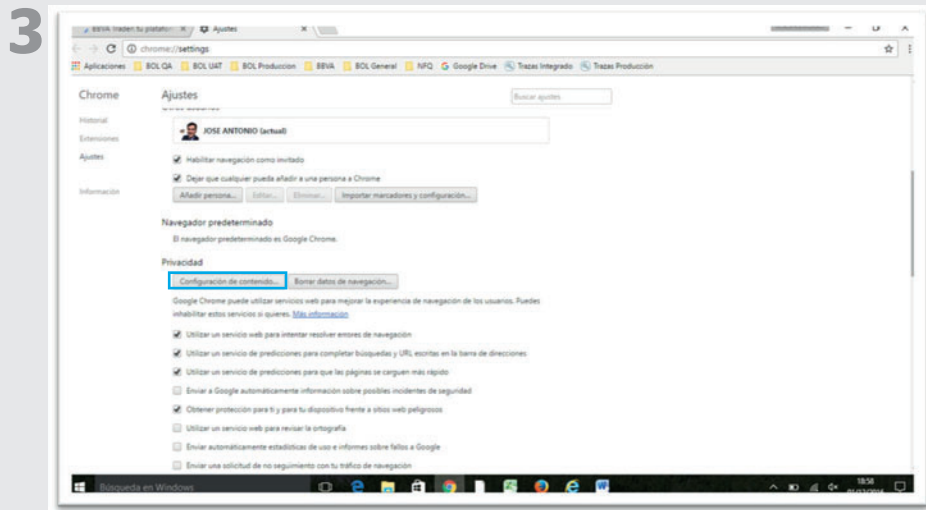 3
BBVA Trader: tu platafor
Ajustes
chrome://settings
Aplicaciones BOL QA BOL UAT BOL Produccion BBVA BOL General NFQ Google Drive Trazas Integrado Trazas Producción
Chrome
Historial
Extensiones
Ajustes
Información
Ajustes
Buscar ajustes
Otros usuarios
JOSE ANTONIO (actual)
Habilitar navegación como invitado
Dejar que cualquier pueda añadir a una persona a Chrome
Añadir persona... Editar... Eliminar... Importar marcadores y configuración...
Navegador predeterminado
El navegador predeterminado es Google Chrome.
Privacidad
Configuración de contenido... Borrar datos de navegación...
Google Chrome puede utilizar servicios web para mejorar la experiencia de navegación de los usuarios. Puedes
inhabilitar estos servicios si quieres. Más información
Utilizar un servicio web para intentar resolver errores de navegación
Utilizar un servicio de predicciones para completar búsquedas y URL escritas en la barra de direcciones
Utilizar un servicio de predicciones para que las páginas se carguen más rápido
Enviar a Google automáticamente información sobre posibles incidentes de seguridad
Obtener protección para ti y para tu dispositivo frente a sitios web peligrosos
Utilizar un servicio web para revisar la ortografía
Enviar automáticamente estadísticas de uso e informes sobre fallos a Google
Enviar una solicitud de no seguimiento con tu tráfico de navegación
Búsqueda en Windows
18:58